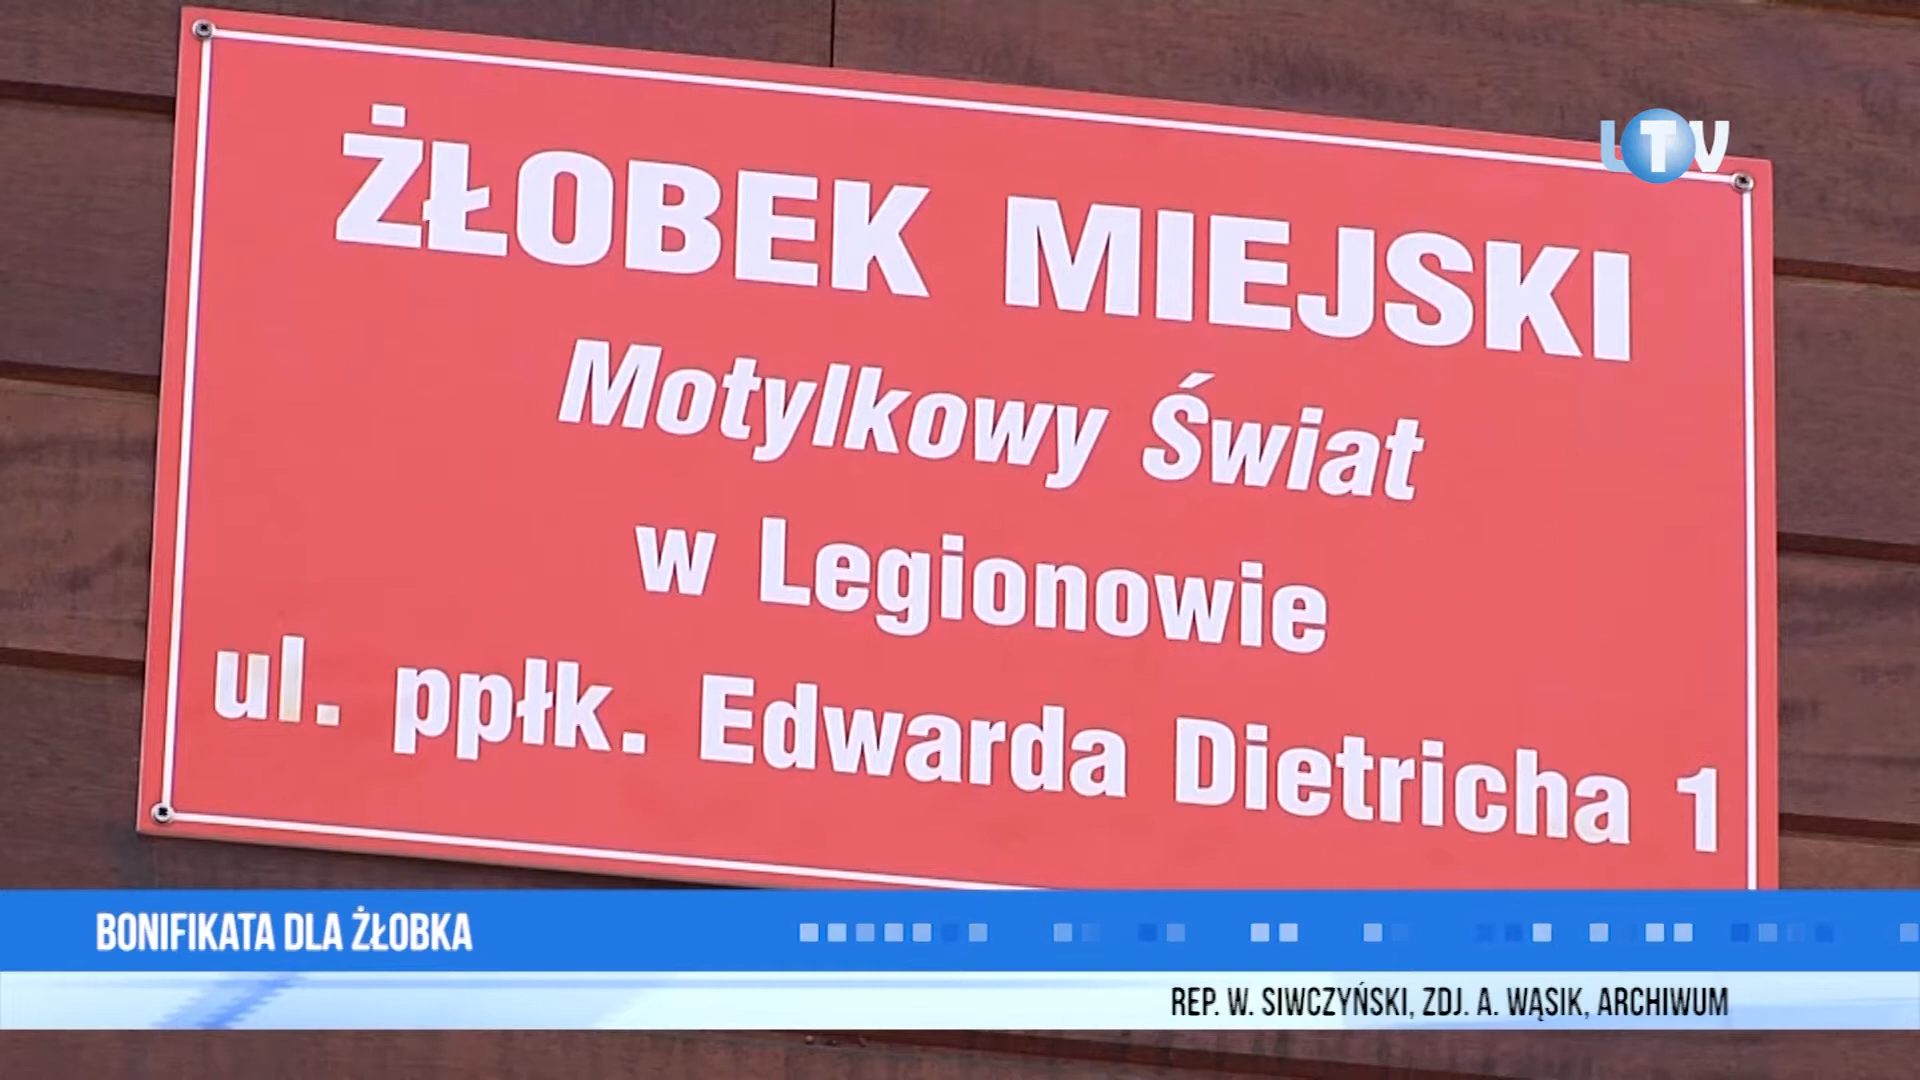 LTV
ŻŁOBEK MIEJSKI
Motylkowy Świat
w Legionowie
ul. ppłk. Edwarda Dietricha 1
BONIFIKATA DLA ŻŁOBKA
REP. W. SIWCZYŃSKI, ZDJ. A. WĄSIK, ARCHIWUM